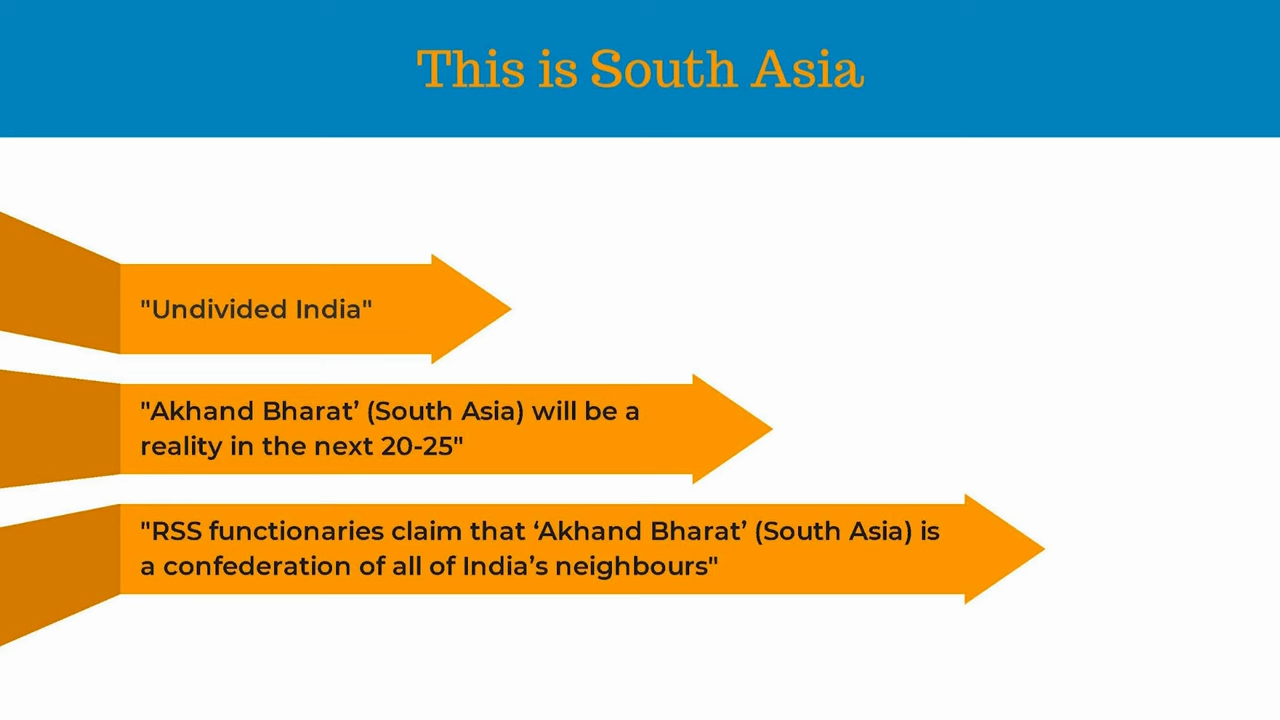 This is South Asia
"Undivided India"
"Akhand Bharat’ (South Asia) will be a
reality in the next 20-25"
"RSS functionaries claim that ‘Akhand Bharat’ (South Asia) is
a confederation of all of India’s neighbours"